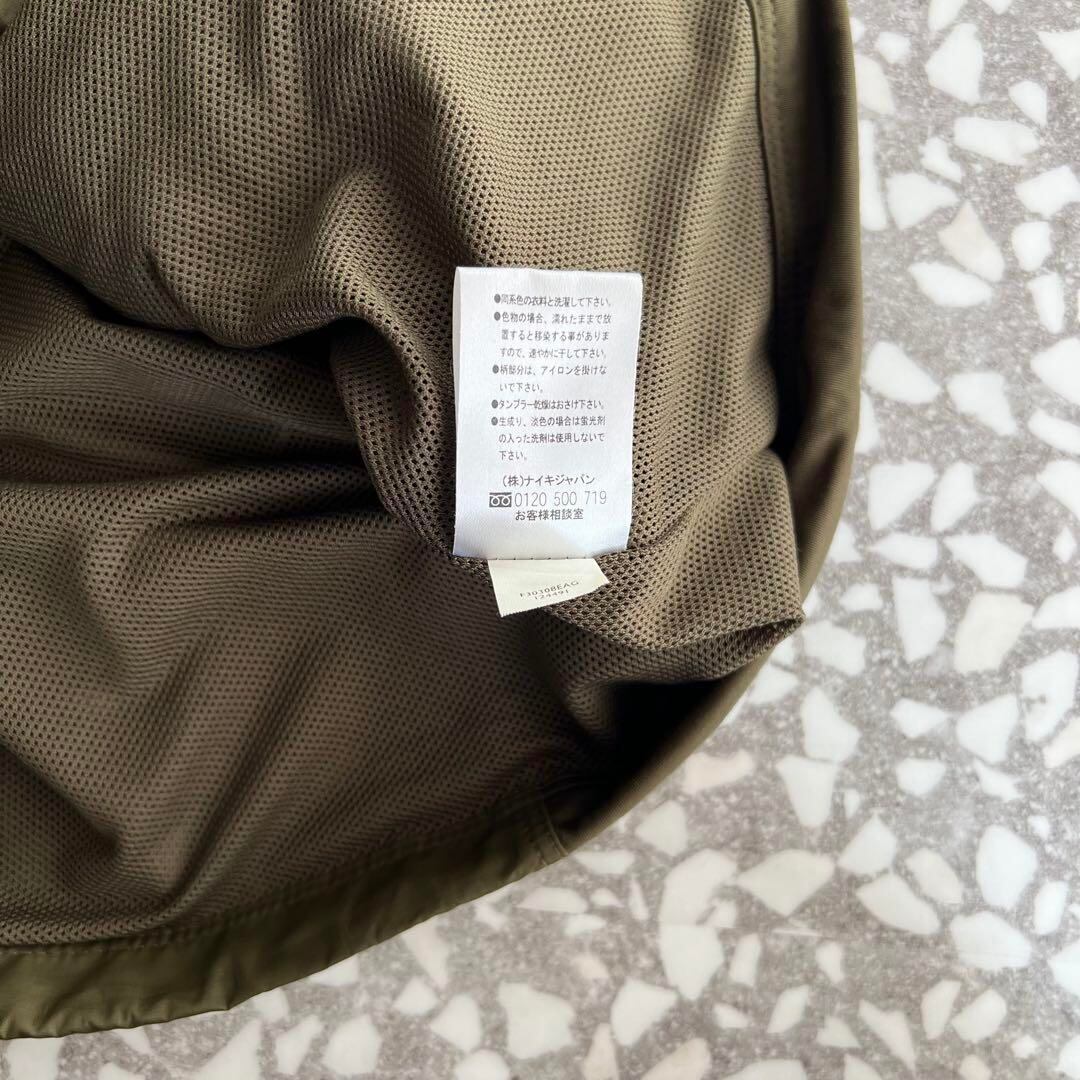 ●同系色の衣料と洗濯して下さい。
●色物の場合、濡れたままで放
置すると移染する事がありま
すので、速やかに干して下さい。
●柄部分は、アイロンを掛けな
いで下さい。
●タンブラー乾燥はおさけ下さい。
●生成り、淡色の場合は蛍光剤
の入った洗剤は使用しないで
下さい。
(株)ナイキジャパン
0120 500 719
お客様相談室
F30308EAG
124491